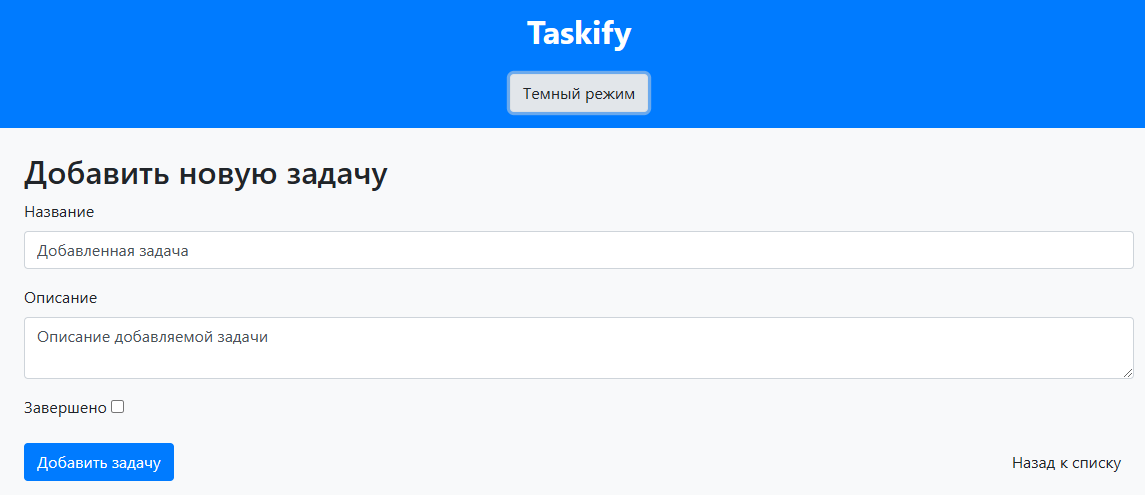 Taskify
Темный режим
Добавить новую задачу
Название
Добавленная задача
Описание
Описание добавляемой задачи
Завершено
Добавить задачу
Назад к списку